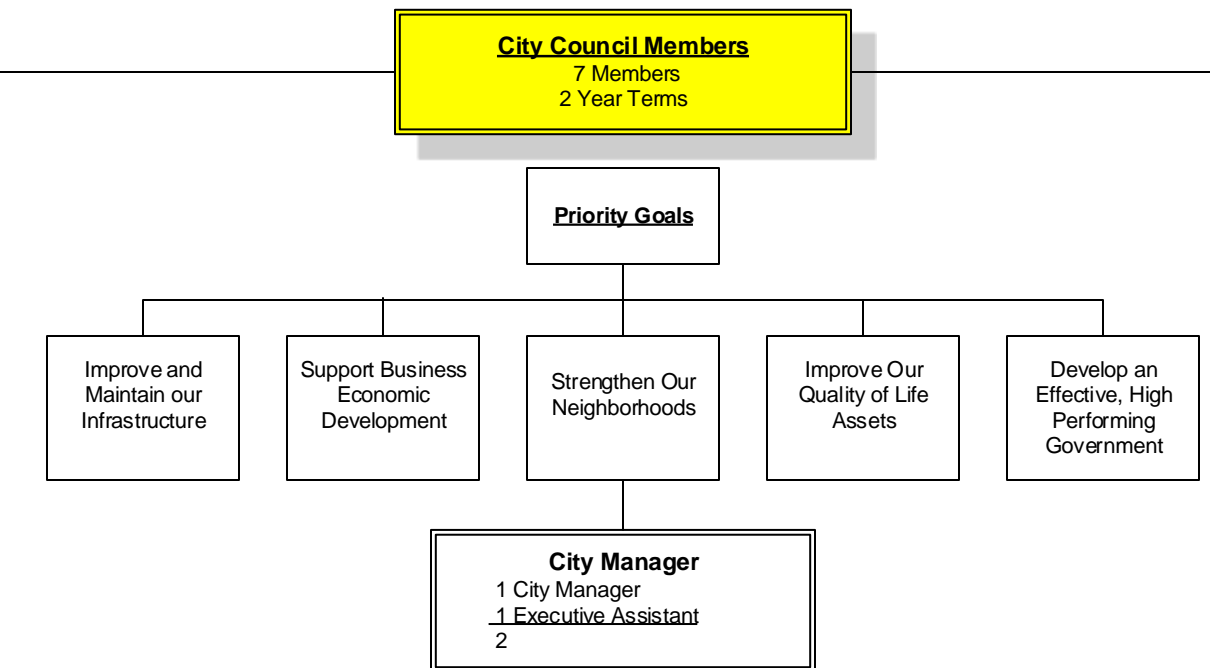 City Council Members
7 Members
2 Year Terms
Priority Goals
Improve and
Maintain our
Infrastructure
Support Business
Economic
Development
Strengthen Our
Neighborhoods
Improve Our
Quality of Life
Assets
Develop an
Effective, High
Performing
Government
City Manager
1 City Manager
1 Executive Assistant
2